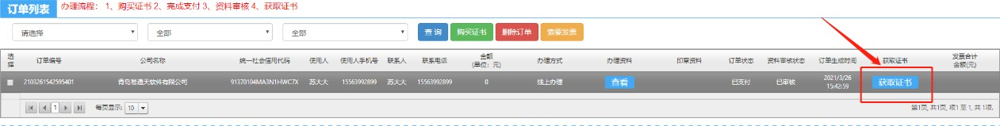 订单列表 办理流程： 1、购买证书 2、完成支付 3、资料审核 4、获取证书
请选择 全部 全部 查 询 购买证书 删除订单 索要发票
选择 订单编号 公司名称 统一社会信用代码 使用人 使用人手机号 联系人 联系电话 金额(单位：元) 办理方式 办理资料 印章资料 订单状态 资料审核状态 订单生成时间 获取证书 发票合计金额(元)
2103261542595401 青岛易通天软件有限公司 91370104MA3N1HWC7X 苏大大 15563992899 苏大大 15563992899 0 线上办理 查看 已支付 已审核 2021/3/26 15:42:59 获取证书
1 每页显示: 10 第1页, 共1页, 项1 至 1, 共 1项.